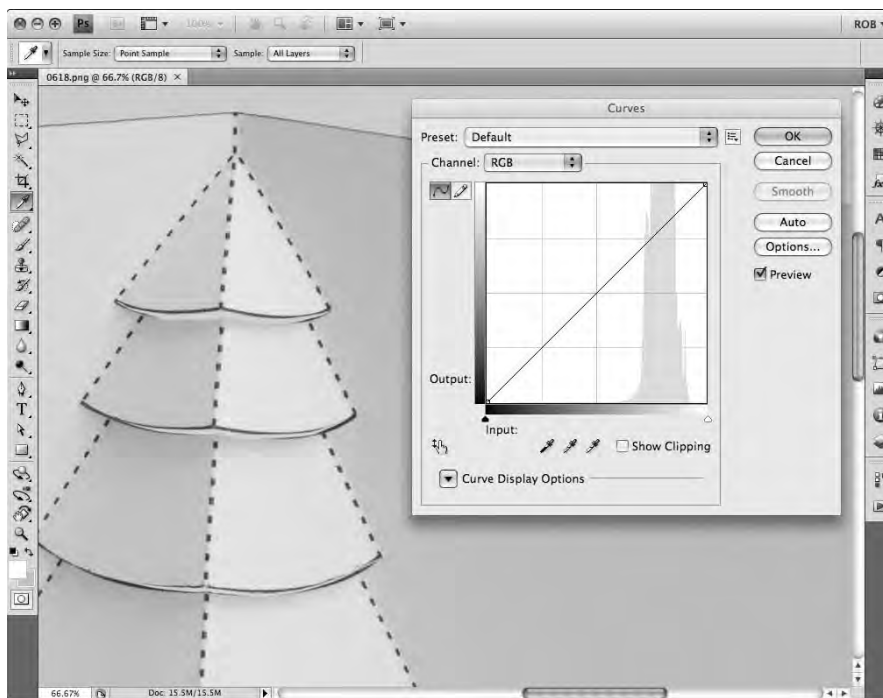 Ps
100%
ROB
Sample Size: Point Sample
Sample: All Layers
0618.png @ 66.7% (RGB/8) ×
Curves
Preset: Default
OK
Channel: RGB
Cancel
Smooth
Auto
Options...
Preview
Output:
Input:
Show Clipping
Curve Display Options
T
A
fx
66.67%
Doc: 15.5M/15.5M